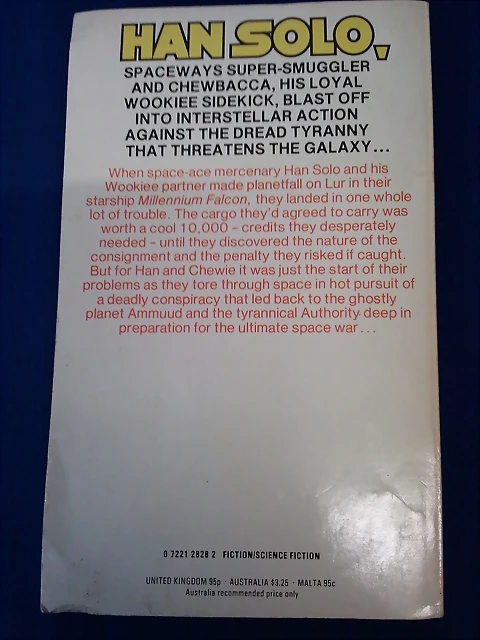 HAN SOLO,
SPACEWAYS SUPER-SMUGGLER
AND CHEWBACCA, HIS LOYAL
WOOKIEE SIDEKICK, BLAST OFF
INTO INTERSTELLAR ACTION
AGAINST THE DREAD TYRANNY
THAT THREATENS THE GALAXY...
When space-ace mercenary Han Solo and his
Wookiee partner made planetfall on Lur in their
starship Millennium Falcon, they landed in one whole
lot of trouble. The cargo they'd agreed to carry was
worth a cool 10,000 – credits they desperately
needed – until they discovered the nature of the
consignment and the penalty they risked if caught.
But for Han and Chewie it was just the start of their
problems as they tore through space in hot pursuit of
a deadly conspiracy that led back to the ghostly
planet Ammuud and the tyrannical Authority deep in
preparation for the ultimate space war...
0 7221 2828 2 FICTION/SCIENCE FICTION
UNITED KINGDOM 95p · AUSTRALIA $3.25 · MALTA 95c
Australia recommended price only